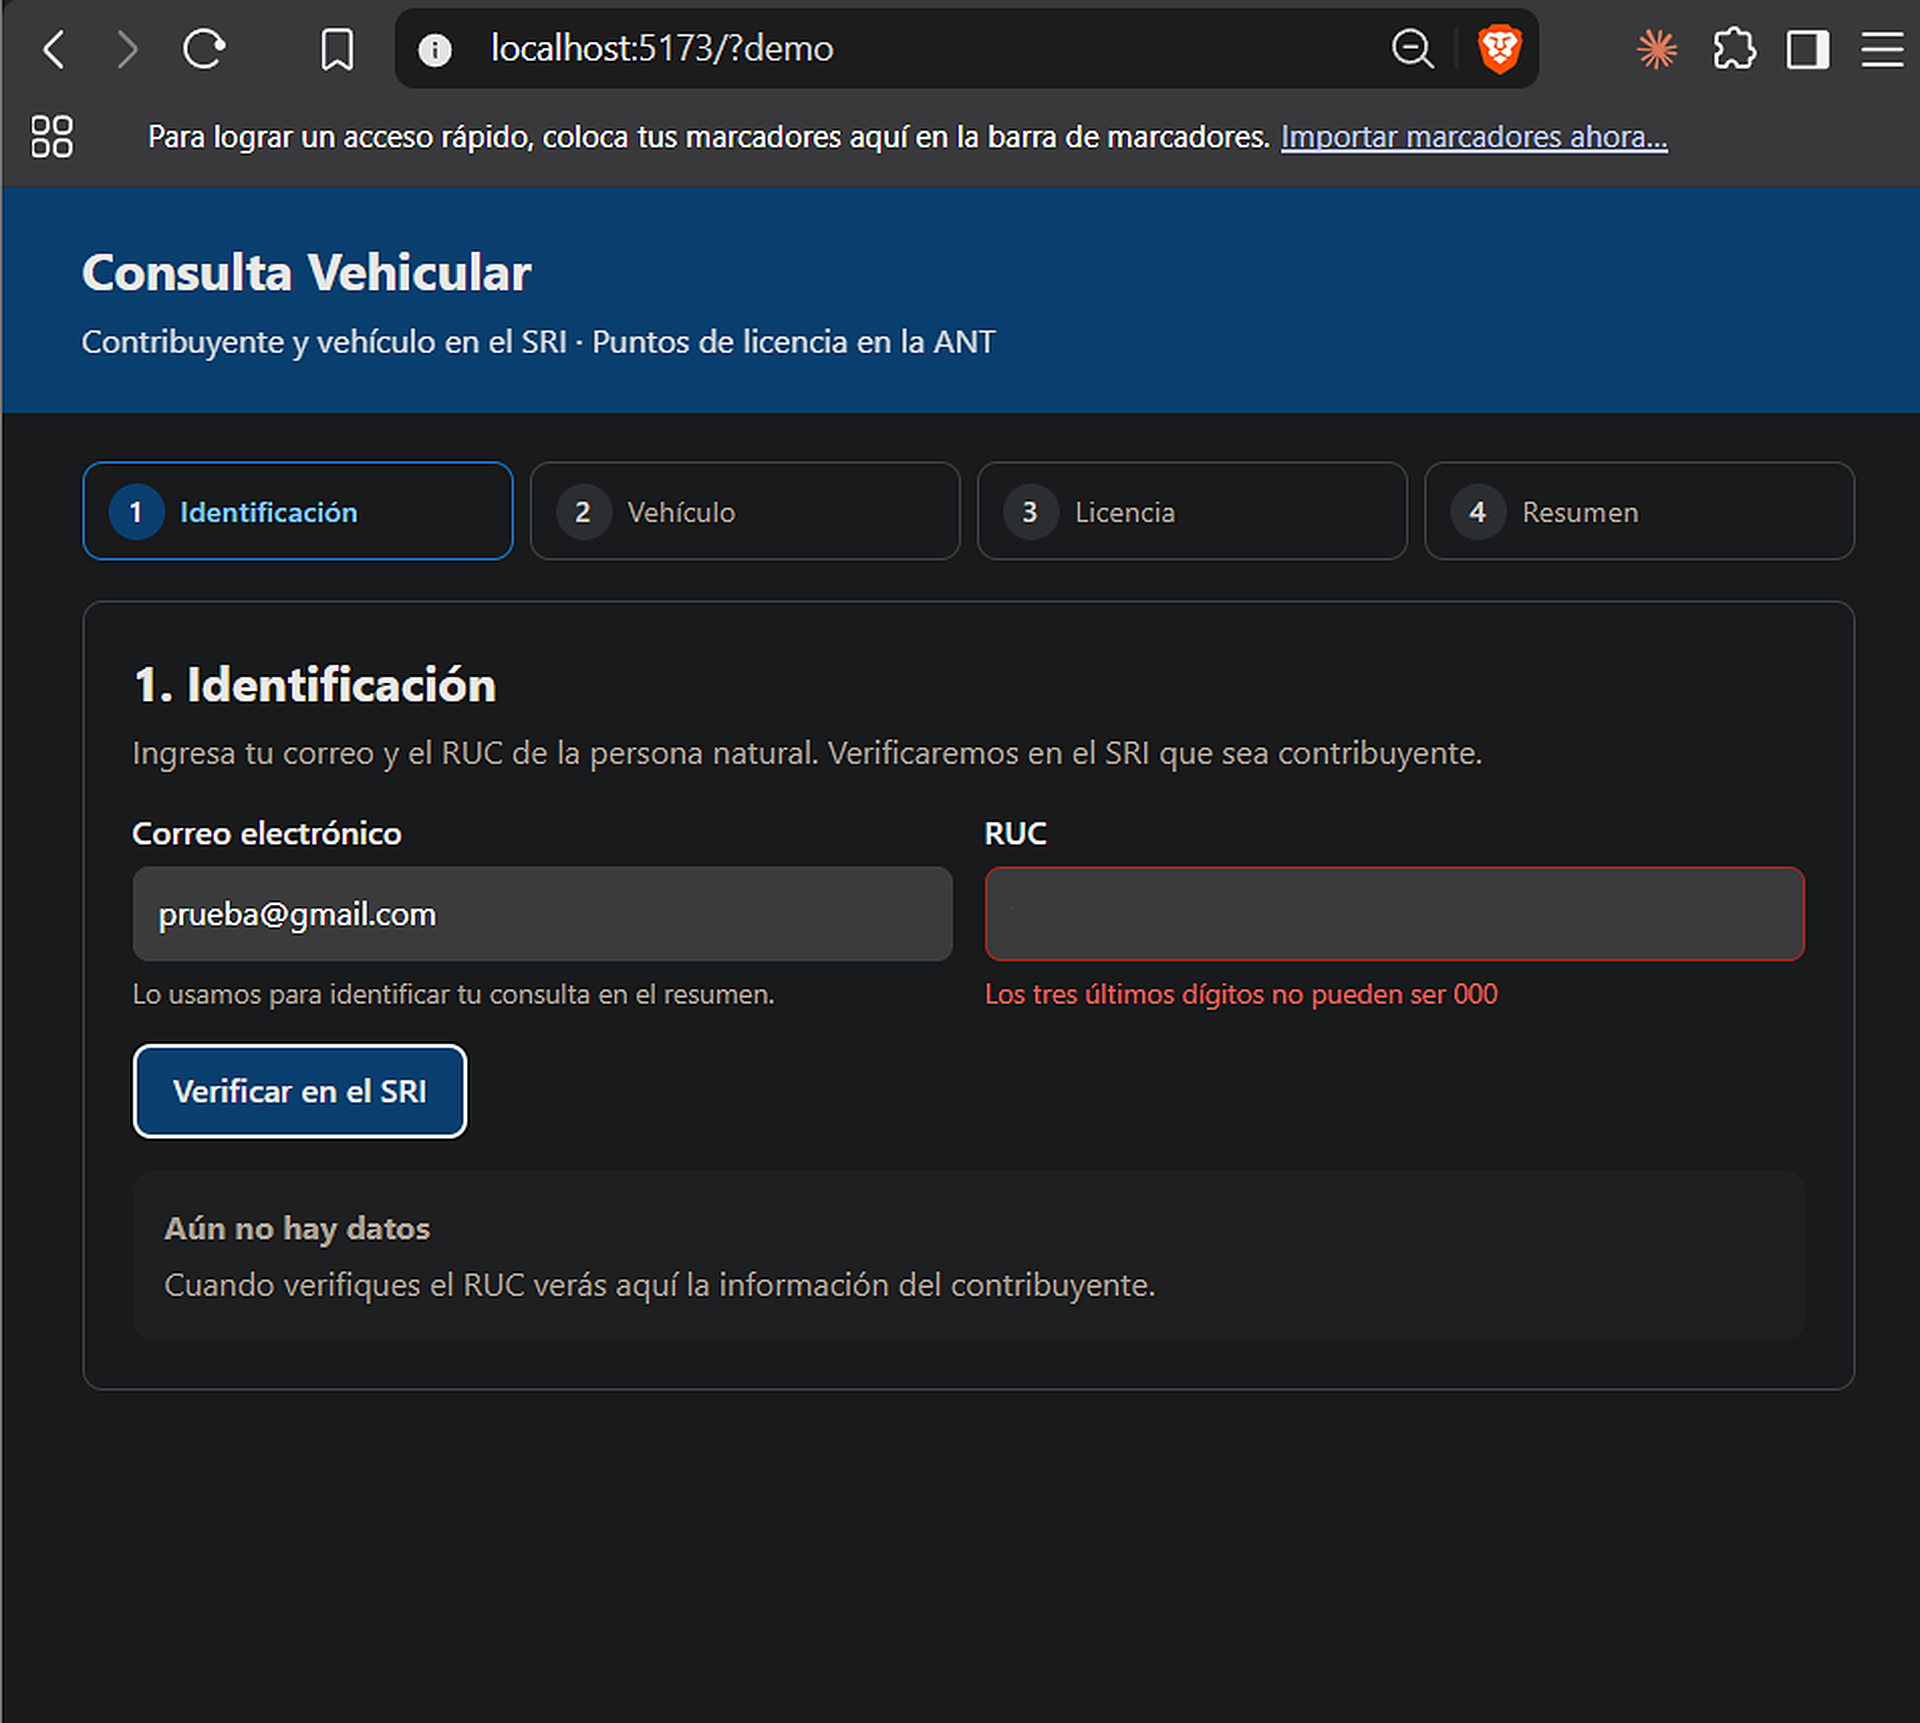 localhost:5173/?demo
Para lograr un acceso rápido, coloca tus marcadores aquí en la barra de marcadores. Importar marcadores ahora...
Consulta Vehicular
Contribuyente y vehículo en el SRI · Puntos de licencia en la ANT
1 Identificación
2 Vehículo
3 Licencia
4 Resumen
1. Identificación
Ingresa tu correo y el RUC de la persona natural. Verificaremos en el SRI que sea contribuyente.
Correo electrónico
RUC
prueba@gmail.com
Lo usamos para identificar tu consulta en el resumen.
Los tres últimos dígitos no pueden ser 000
Verificar en el SRI
Aún no hay datos
Cuando verifiques el RUC verás aquí la información del contribuyente.